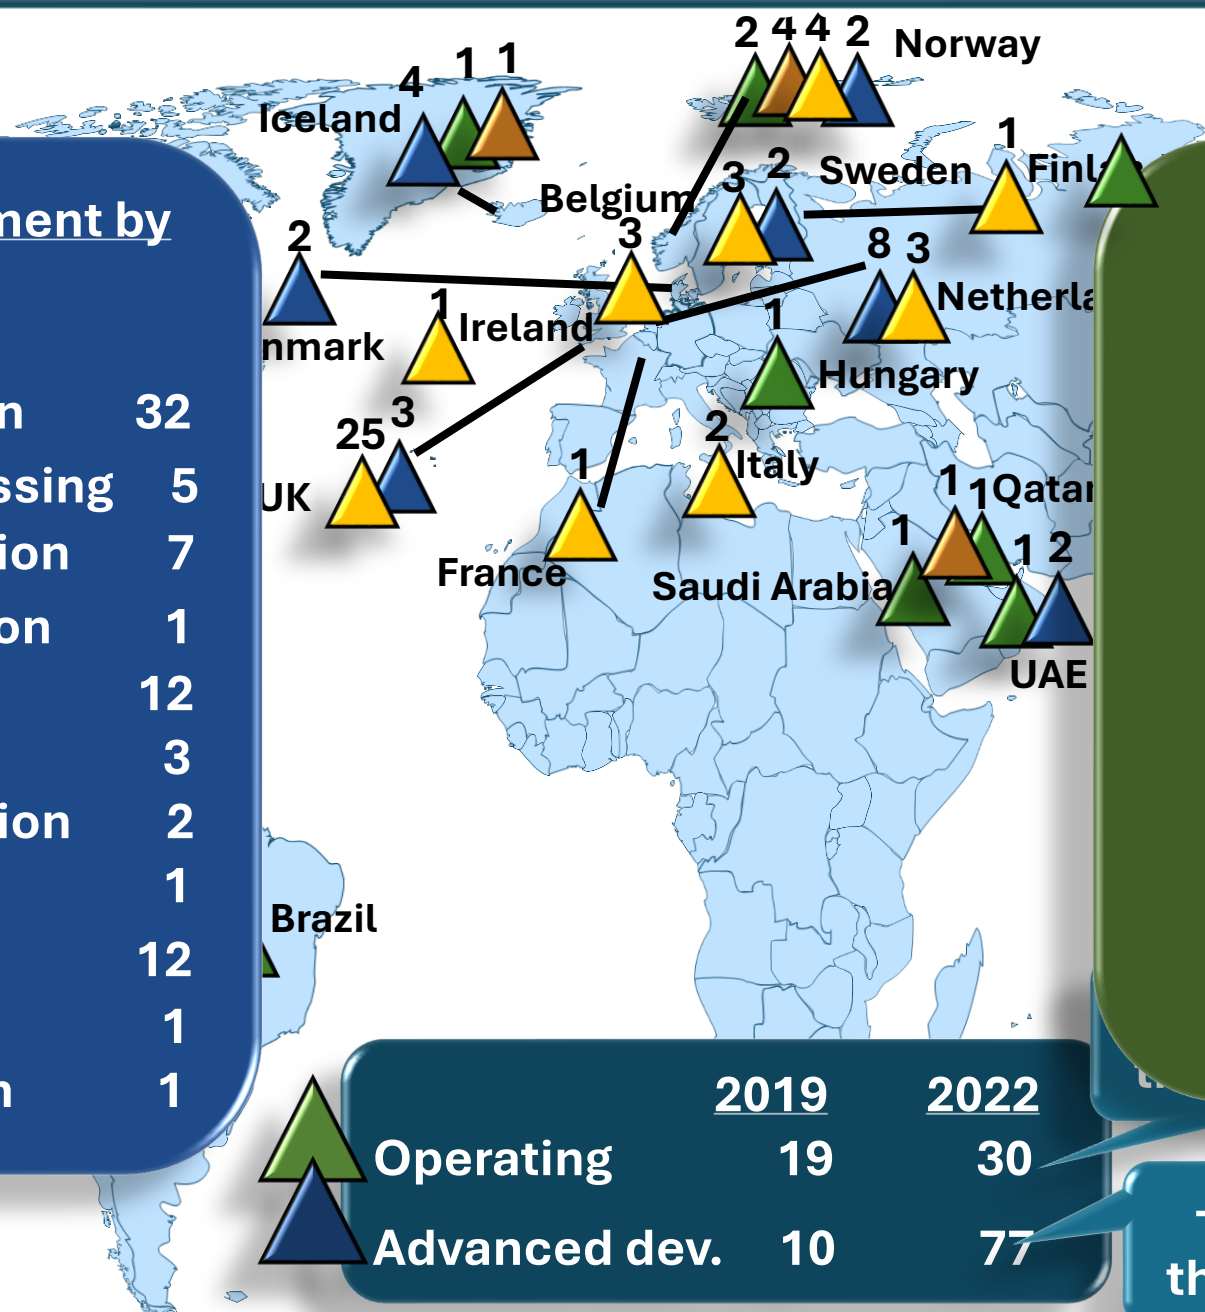 2 4 4 2 Norway
4 1 1
Iceland
1
Sweden
3 2
Belgium
3
ment by
2
8 3
1
Ireland
1
nmark
Hungary
n 32
25 3
UK
2
Italy
1
ssing 5
1 1 Qatar
ion 7
1
1 2
France
Saudi Arabia
on 1
UAE
12
3
ion 2
1
Brazil
12
1
n 1
2019 2022
Operating 19 30
Advanced dev. 10 77
th